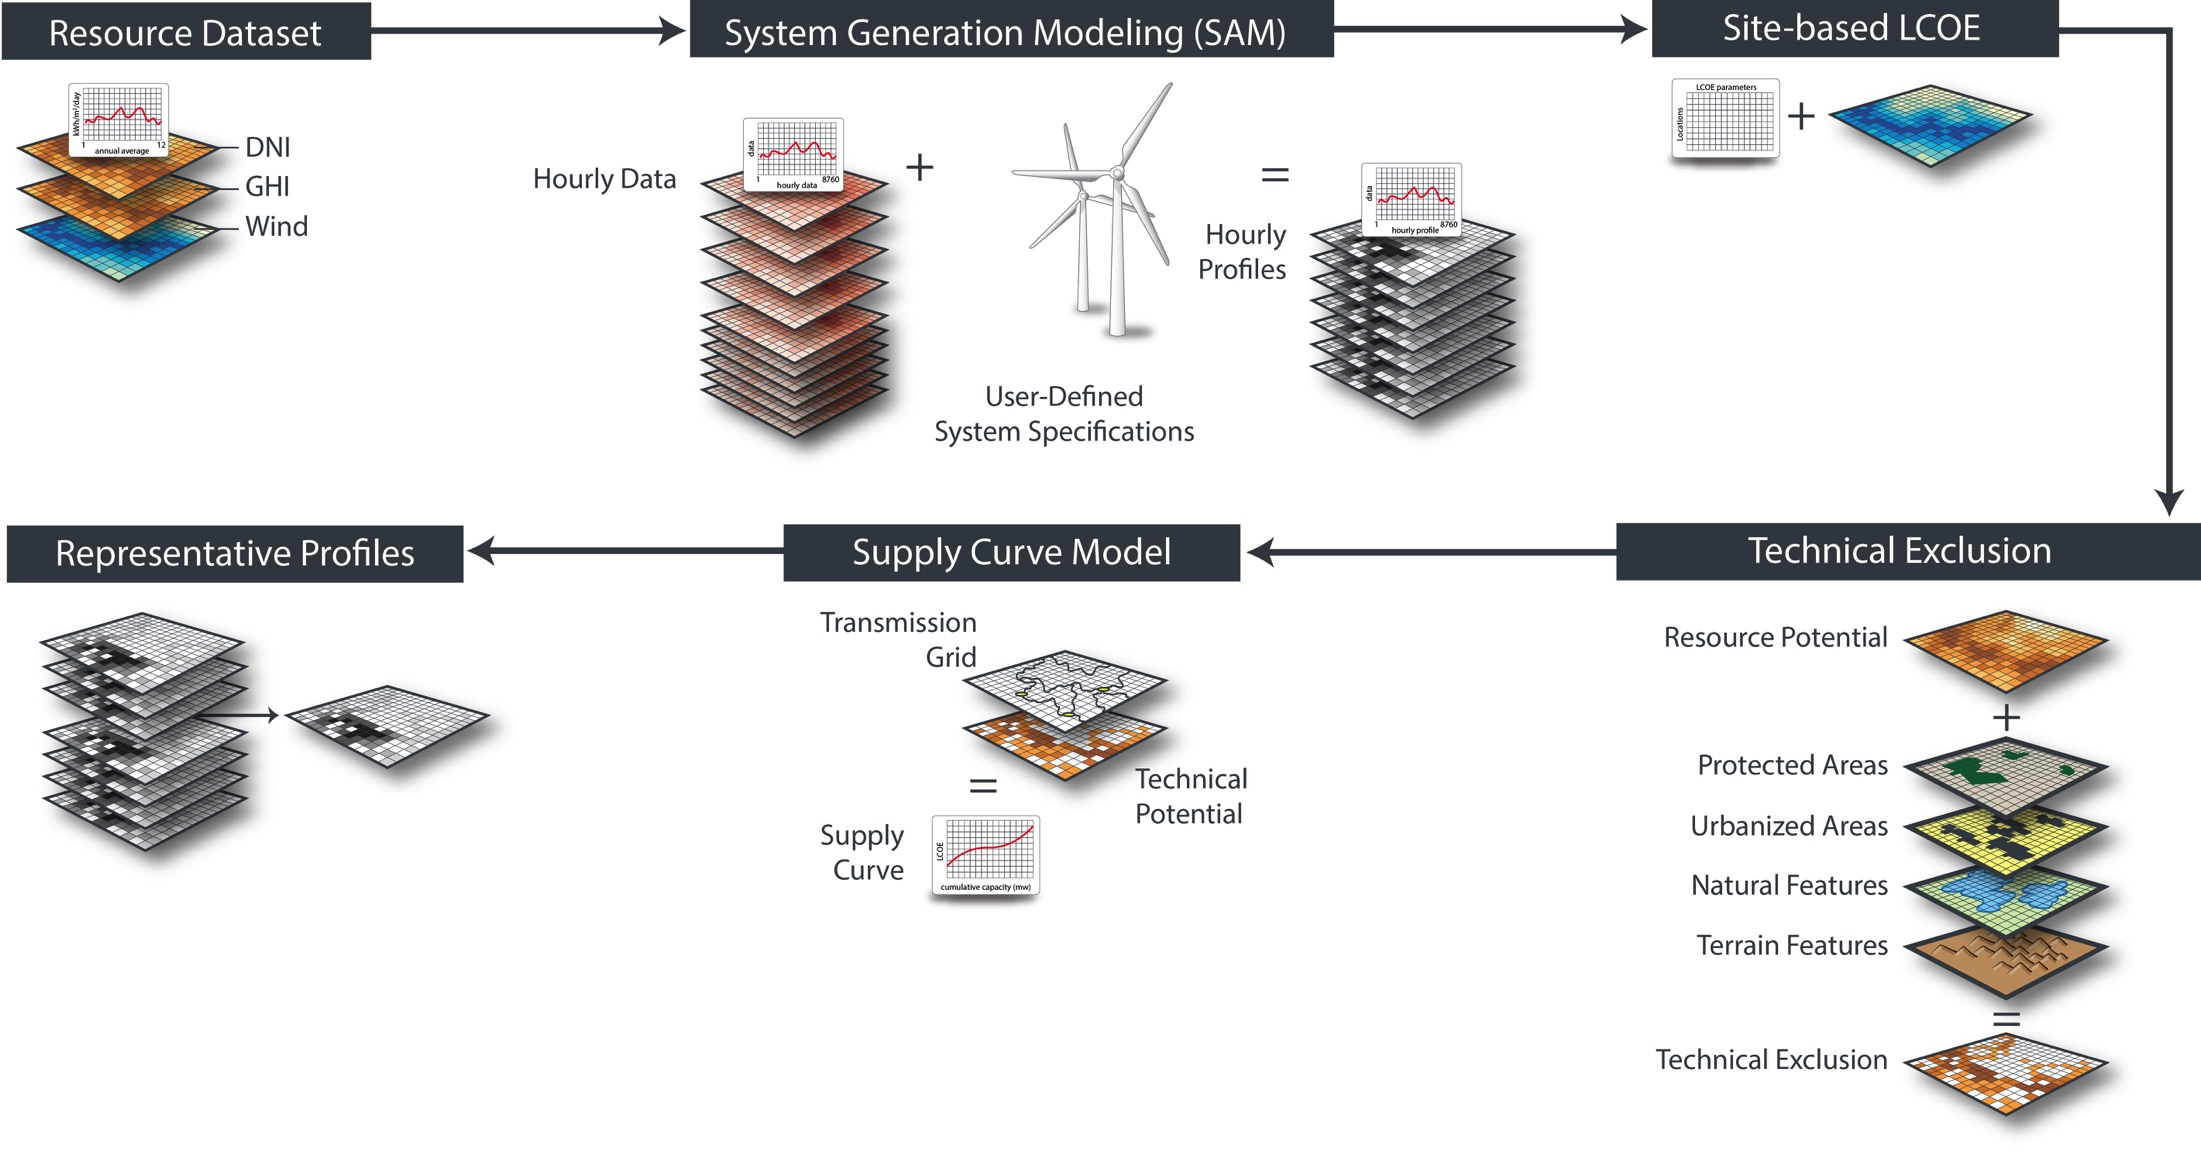 Resource Dataset
System Generation Modeling (SAM)
Site-based LCOE
kWh/m²/day
1 12
annual average
DNI
GHI
Wind
Hourly Data
data
1 8760
hourly data
+
=
User-Defined
System Specifications
Hourly
Profiles
data
1 8760
hourly profile
LCOE parameters
Locations
+
Representative Profiles
Supply Curve Model
Technical Exclusion
Transmission
Grid
Technical
Potential
=
Supply
Curve
LCOE
cumulative capacity (mw)
Resource Potential
+
Protected Areas
Urbanized Areas
Natural Features
Terrain Features
=
Technical Exclusion